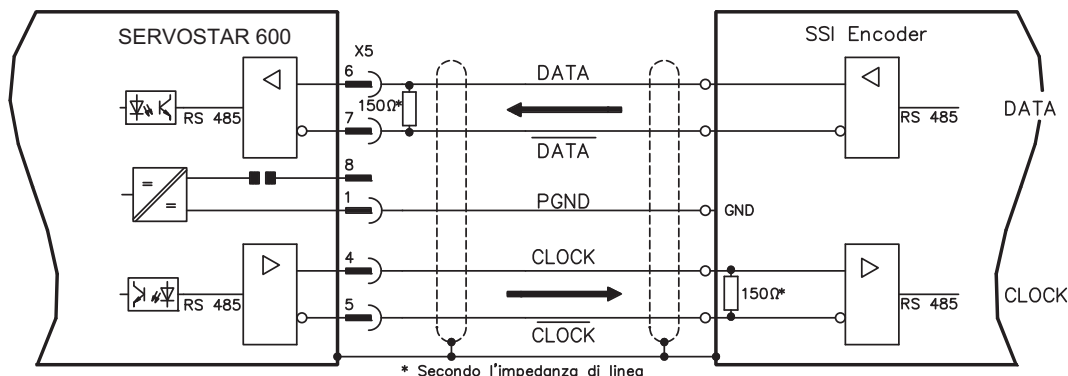 SERVOSTAR 600
SSI Encoder
X5
6
DATA
150Ω*
RS 485
RS 485
DATA
7
DATA
8
1
PGND
GND
4
CLOCK
150Ω*
RS 485
RS 485
CLOCK
5
CLOCK
* Secondo l'impedanza di linea